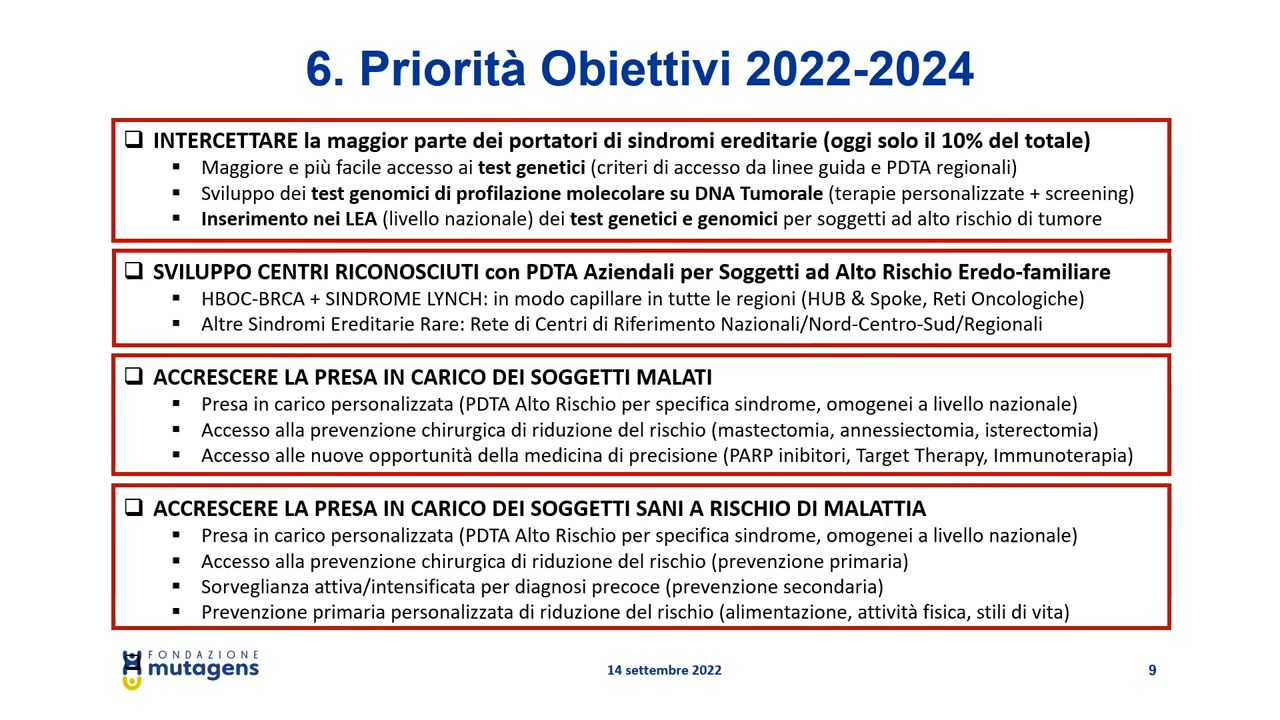 6. Priorità Obiettivi 2022-2024
❑ INTERCETTARE la maggior parte dei portatori di sindromi ereditarie (oggi solo il 10% del totale)
▪ Maggiore e più facile accesso ai test genetici (criteri di accesso da linee guida e PDTA regionali)
▪ Sviluppo dei test genomici di profilazione molecolare su DNA Tumorale (terapie personalizzate + screening)
▪ Inserimento nei LEA (livello nazionale) dei test genetici e genomici per soggetti ad alto rischio di tumore
❑ SVILUPPO CENTRI RICONOSCIUTI con PDTA Aziendali per Soggetti ad Alto Rischio Eredo-familiare
▪ HBOC-BRCA + SINDROME LYNCH: in modo capillare in tutte le regioni (HUB & Spoke, Reti Oncologiche)
▪ Altre Sindromi Ereditarie Rare: Rete di Centri di Riferimento Nazionali/Nord-Centro-Sud/Regionali
❑ ACCRESCERE LA PRESA IN CARICO DEI SOGGETTI MALATI
▪ Presa in carico personalizzata (PDTA Alto Rischio per specifica sindrome, omogenei a livello nazionale)
▪ Accesso alla prevenzione chirurgica di riduzione del rischio (mastectomia, annessiectomia, isterectomia)
▪ Accesso alle nuove opportunità della medicina di precisione (PARP inibitori, Target Therapy, Immunoterapia)
❑ ACCRESCERE LA PRESA IN CARICO DEI SOGGETTI SANI A RISCHIO DI MALATTIA
▪ Presa in carico personalizzata (PDTA Alto Rischio per specifica sindrome, omogenei a livello nazionale)
▪ Accesso alla prevenzione chirurgica di riduzione del rischio (prevenzione primaria)
▪ Sorveglianza attiva/intensificata per diagnosi precoce (prevenzione secondaria)
▪ Prevenzione primaria personalizzata di riduzione del rischio (alimentazione, attività fisica, stili di vita)
FONDAZIONE
mutagens
14 settembre 2022
9